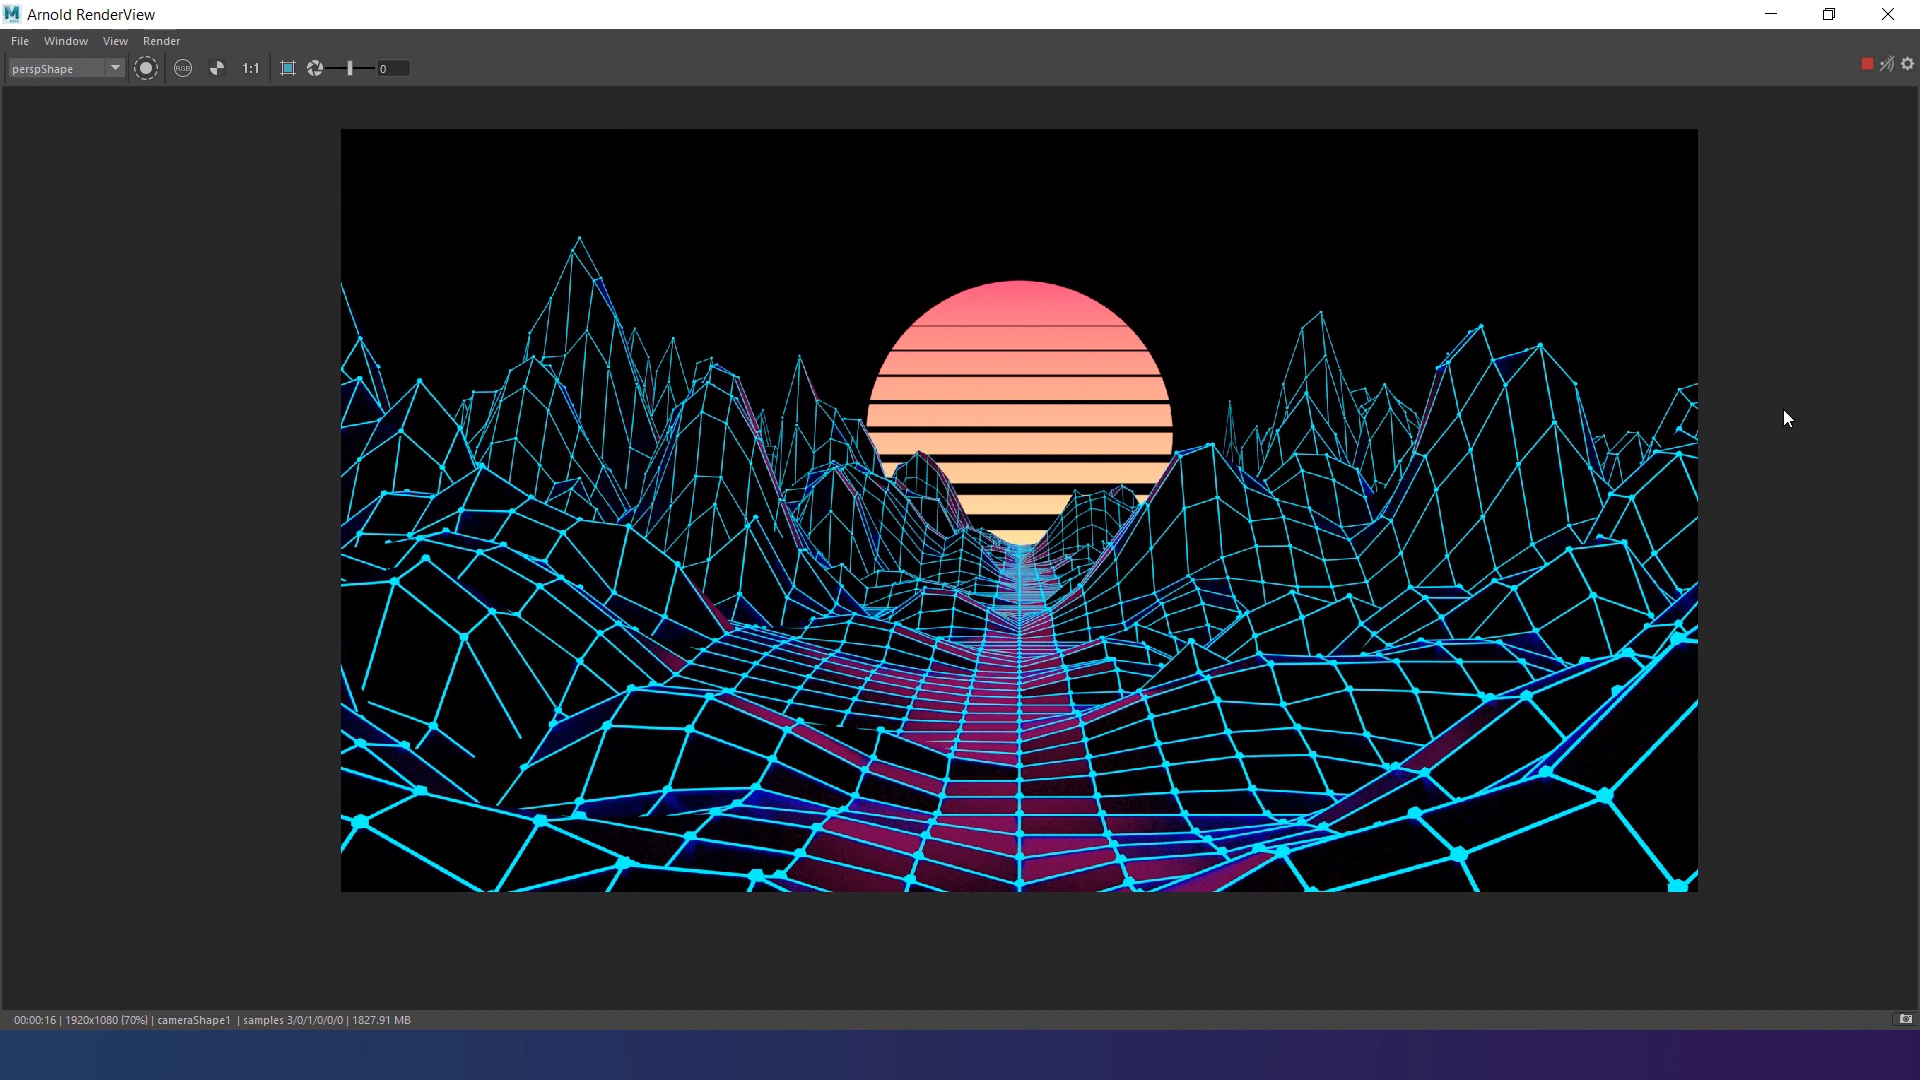 Arnold RenderView
File Window View Render
perspShape RGB 1:1 0
00:00:16 | 1920x1080 (70%) | cameraShape1 | samples 3/0/1/0/0/0 | 1827.91 MB